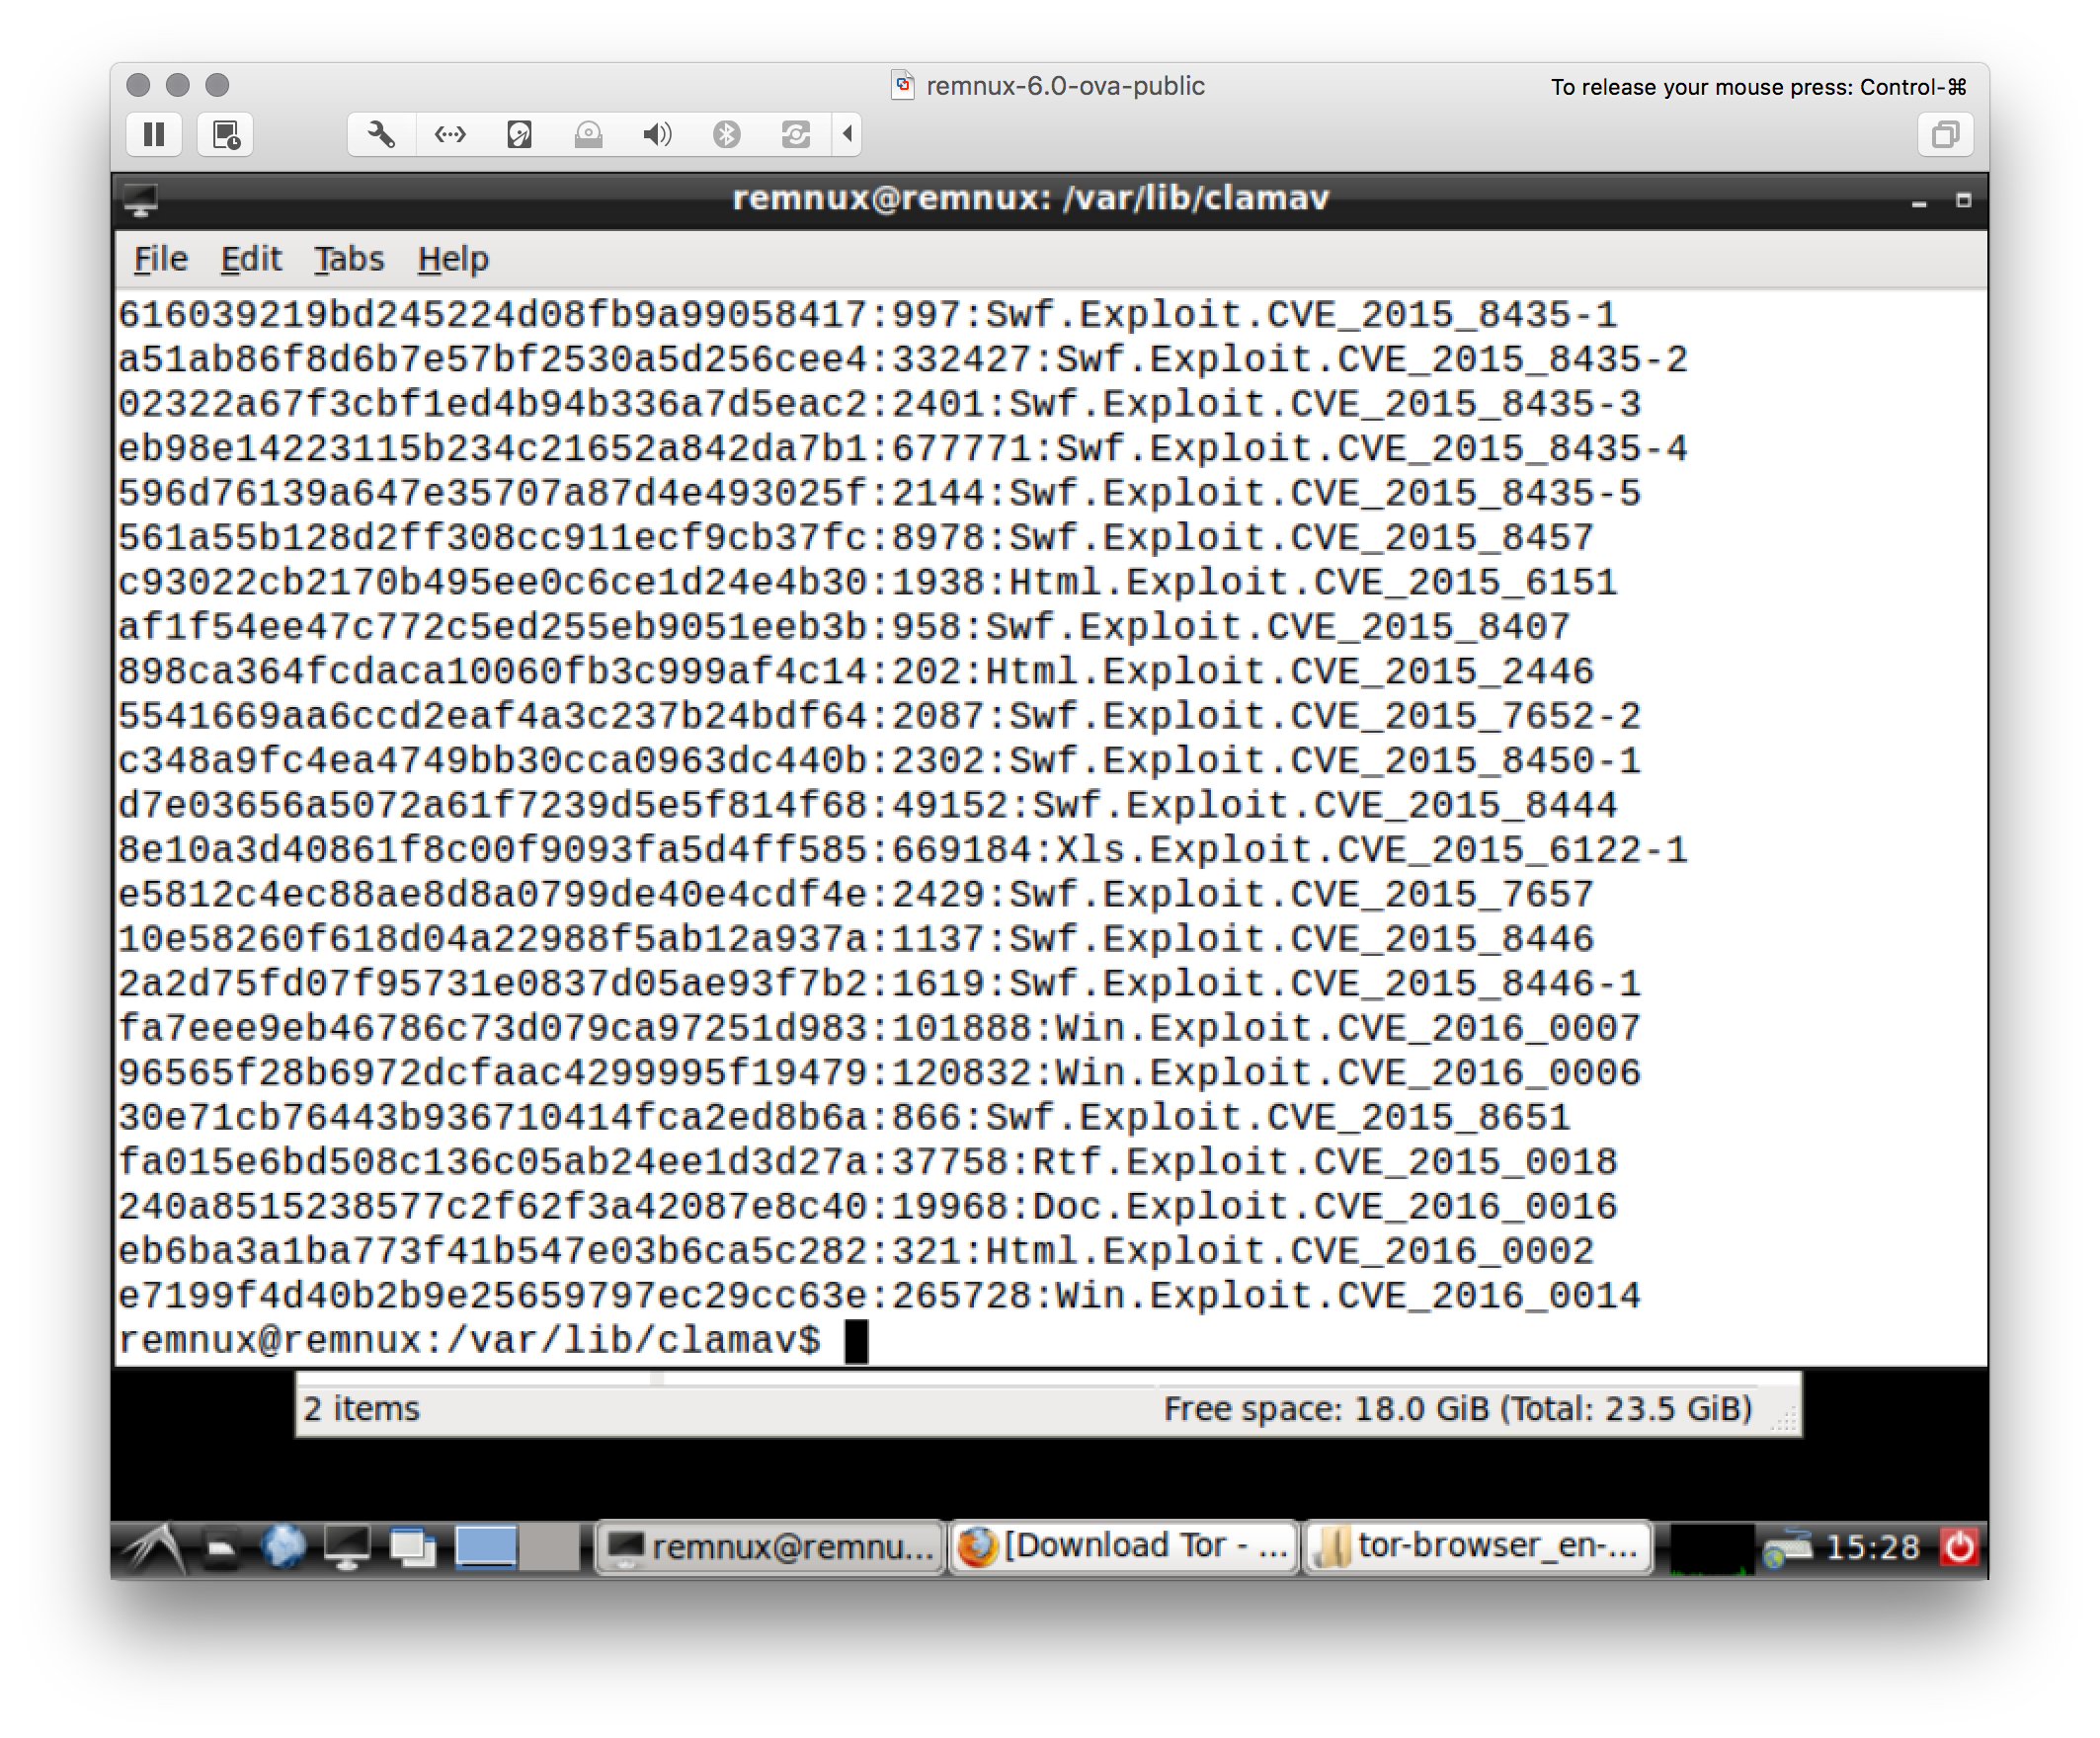 remnux-6.0-ova-public
To release your mouse press: Control-⌘
remnux@remnux: /var/lib/clamav
File Edit Tabs Help
616039219bd245224d08fb9a99058417:997:Swf.Exploit.CVE_2015_8435-1
a51ab86f8d6b7e57bf2530a5d256cee4:332427:Swf.Exploit.CVE_2015_8435-2
02322a67f3cbf1ed4b94b336a7d5eac2:2401:Swf.Exploit.CVE_2015_8435-3
eb98e14223115b234c21652a842da7b1:677771:Swf.Exploit.CVE_2015_8435-4
596d76139a647e35707a87d4e493025f:2144:Swf.Exploit.CVE_2015_8435-5
561a55b128d2ff308cc911ecf9cb37fc:8978:Swf.Exploit.CVE_2015_8457
c93022cb2170b495ee0c6ce1d24e4b30:1938:Html.Exploit.CVE_2015_6151
af1f54ee47c772c5ed255eb9051eeb3b:958:Swf.Exploit.CVE_2015_8407
898ca364fcdaca10060fb3c999af4c14:202:Html.Exploit.CVE_2015_2446
5541669aa6ccd2eaf4a3c237b24bdf64:2087:Swf.Exploit.CVE_2015_7652-2
c348a9fc4ea4749bb30cca0963dc440b:2302:Swf.Exploit.CVE_2015_8450-1
d7e03656a5072a61f7239d5e5f814f68:49152:Swf.Exploit.CVE_2015_8444
8e10a3d40861f8c00f9093fa5d4ff585:669184:Xls.Exploit.CVE_2015_6122-1
e5812c4ec88ae8d8a0799de40e4cdf4e:2429:Swf.Exploit.CVE_2015_7657
10e58260f618d04a22988f5ab12a937a:1137:Swf.Exploit.CVE_2015_8446
2a2d75fd07f95731e0837d05ae93f7b2:1619:Swf.Exploit.CVE_2015_8446-1
fa7eee9eb46786c73d079ca97251d983:101888:Win.Exploit.CVE_2016_0007
96565f28b6972dcfaac4299995f19479:120832:Win.Exploit.CVE_2016_0006
30e71cb76443b936710414fca2ed8b6a:866:Swf.Exploit.CVE_2015_8651
fa015e6bd508c136c05ab24ee1d3d27a:37758:Rtf.Exploit.CVE_2015_0018
240a8515238577c2f62f3a42087e8c40:19968:Doc.Exploit.CVE_2016_0016
eb6ba3a1ba773f41b547e03b6ca5c282:321:Html.Exploit.CVE_2016_0002
e7199f4d40b2b9e25659797ec29cc63e:265728:Win.Exploit.CVE_2016_0014
remnux@remnux:/var/lib/clamav$
2 items
Free space: 18.0 GiB (Total: 23.5 GiB)
remnux@remnu...
[Download Tor - ...
tor-browser_en-...
15:28